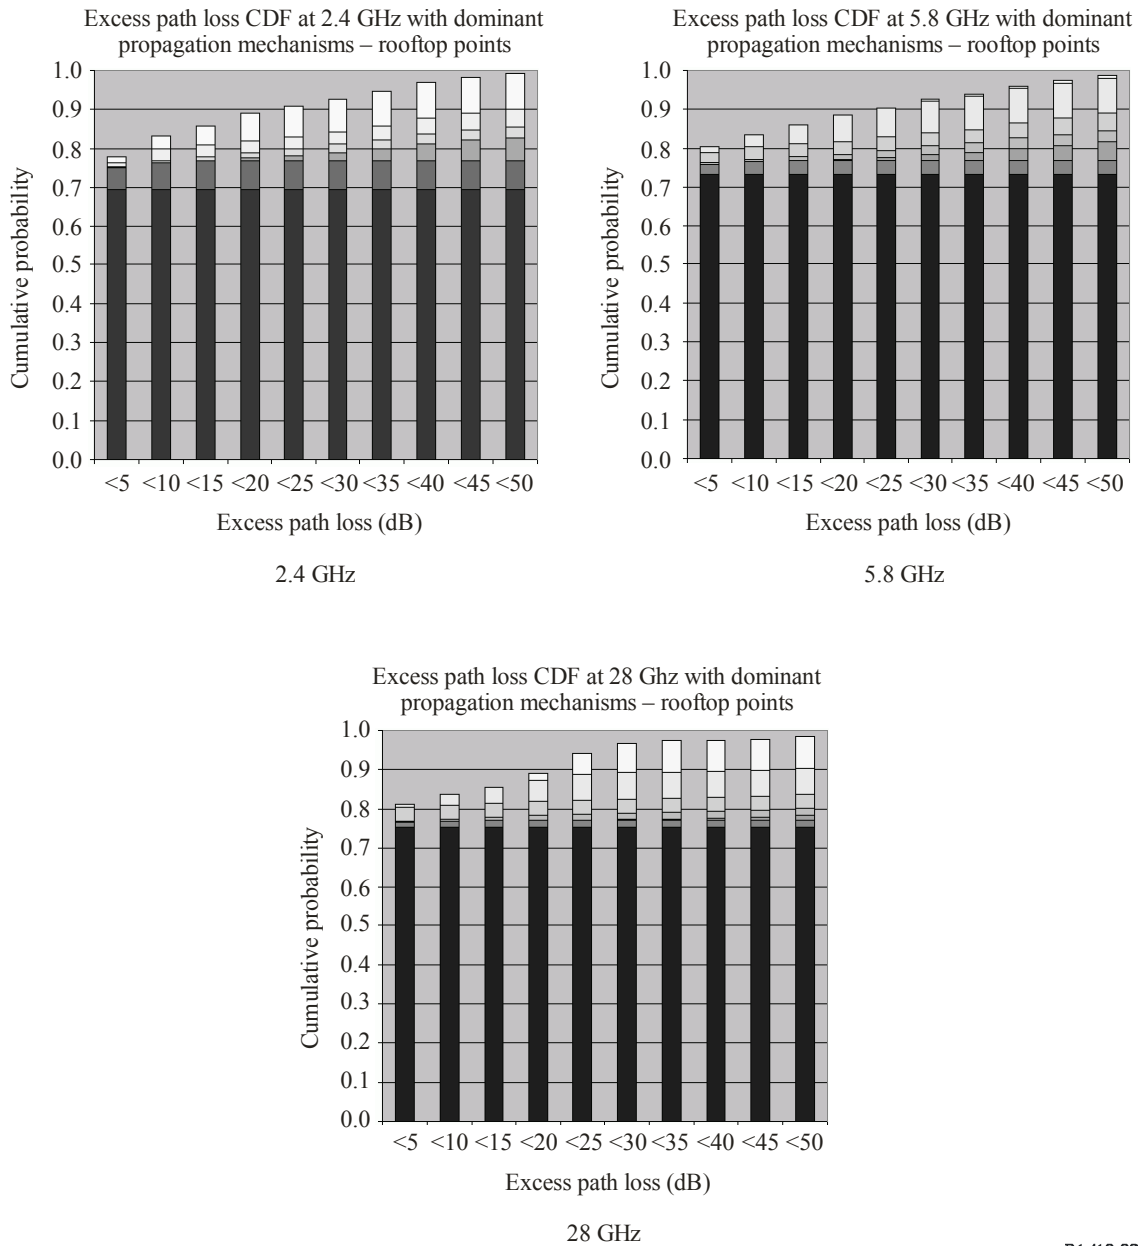 Excess path loss CDF at 2.4 GHz with dominant
propagation mechanisms – rooftop points
Cumulative probability
1.0
0.9
0.8
0.7
0.6
0.5
0.4
0.3
0.2
0.1
0.0
<5 <10 <15 <20 <25 <30 <35 <40 <45 <50
Excess path loss (dB)
2.4 GHz
Excess path loss CDF at 5.8 GHz with dominant
propagation mechanisms – rooftop points
Cumulative probability
1.0
0.9
0.8
0.7
0.6
0.5
0.4
0.3
0.2
0.1
0.0
<5 <10 <15 <20 <25 <30 <35 <40 <45 <50
Excess path loss (dB)
5.8 GHz
Excess path loss CDF at 28 Ghz with dominant
propagation mechanisms – rooftop points
Cumulative probability
1.0
0.9
0.8
0.7
0.6
0.5
0.4
0.3
0.2
0.1
0.0
<5 <10 <15 <20 <25 <30 <35 <40 <45 <50
Excess path loss (dB)
28 GHz